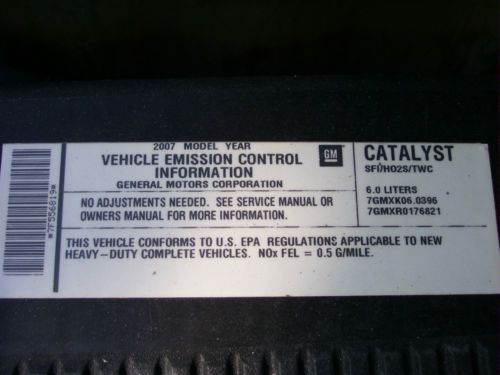 2007 MODEL YEAR
VEHICLE EMISSION CONTROL
INFORMATION
GENERAL MOTORS CORPORATION
GM
CATALYST
SFI/HO2S/TWC
NO ADJUSTMENTS NEEDED. SEE SERVICE MANUAL OR
OWNERS MANUAL FOR MORE INFORMATION.
6.0 LITERS
7GMXK06.0396
7GMXR0176821
THIS VEHICLE CONFORMS TO U.S. EPA REGULATIONS APPLICABLE TO NEW
HEAVY-DUTY COMPLETE VEHICLES. NOx FEL = 0.5 G/MILE.
*7F556819*